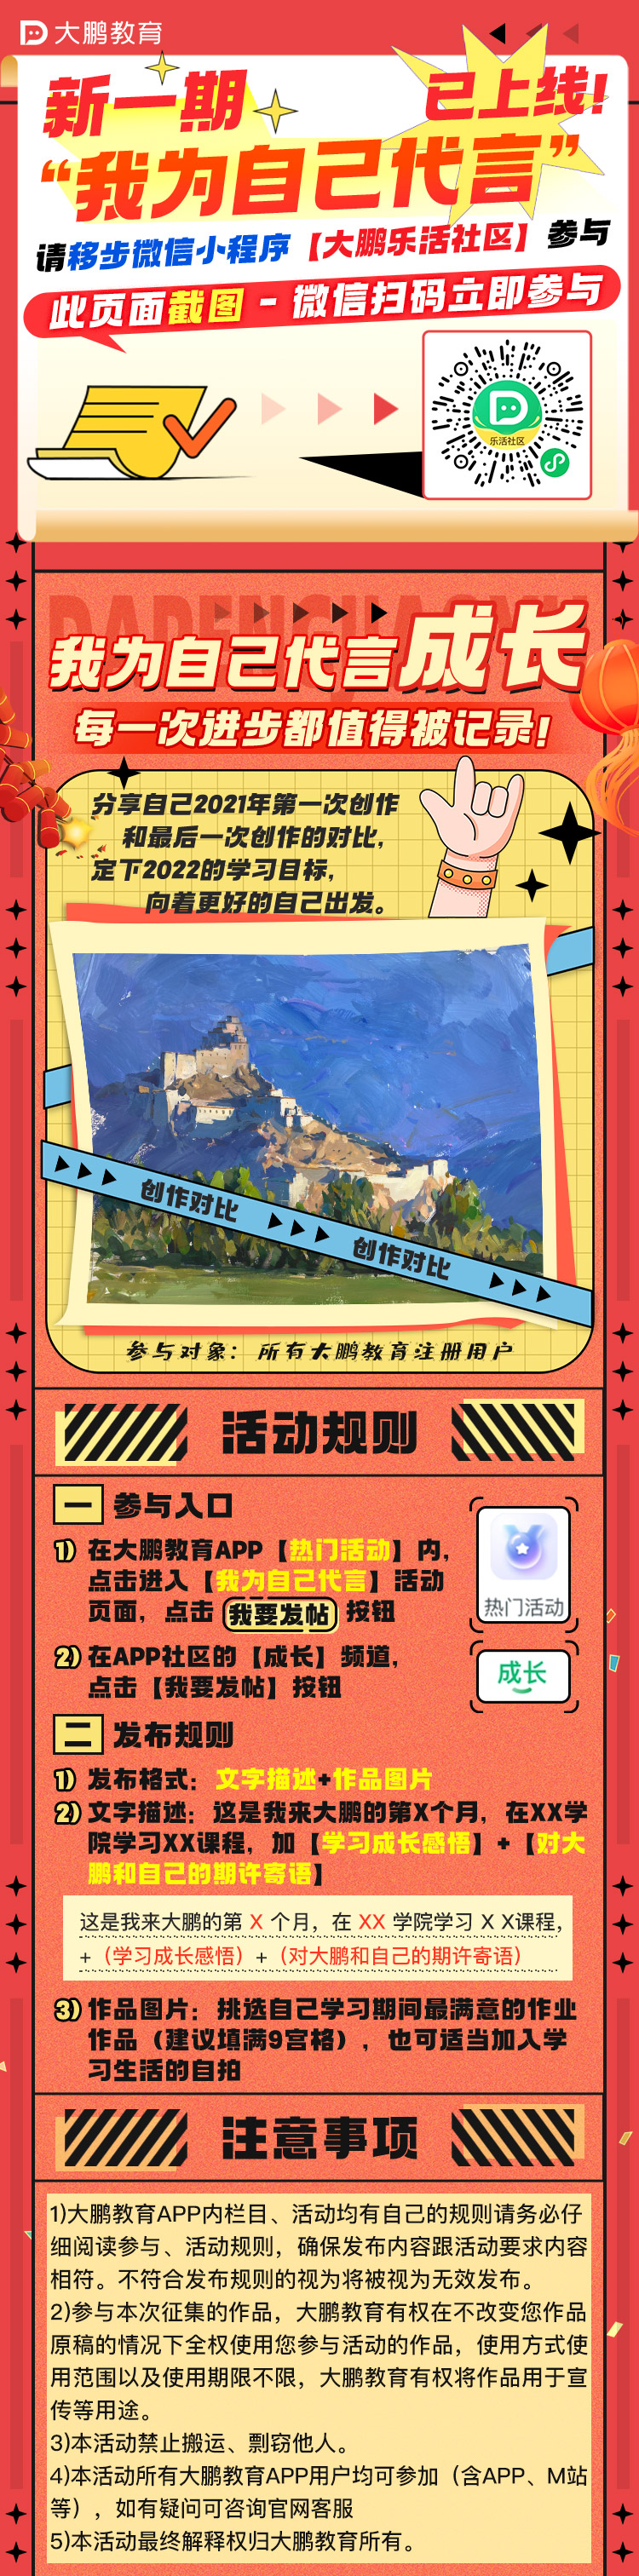 大鹏教育
新一期
已上线!
“我为自己代言”
请移步微信小程序【大鹏乐活社区】参与
此页面截图 - 微信扫码立即参与
乐活社区
我为自己代言成长
每一次进步都值得被记录!
分享自己2021年第一次创作
和最后一次创作的对比,
定下2022的学习目标,
向着更好的自己出发。
创作对比
创作对比
参与对象：所有大鹏教育注册用户
活动规则
一 参与入口
1) 在大鹏教育APP【热门活动】内,
点击进入【我为自己代言】活动
页面，点击 我要发帖 按钮
热门活动
2) 在APP社区的【成长】频道,
点击【我要发帖】按钮
成长
二 发布规则
1) 发布格式：文字描述+作品图片
2) 文字描述：这是我来大鹏的第X个月，在XX学
院学习XX课程，加【学习成长感悟】+【对大
鹏和自己的期许寄语】
这是我来大鹏的第 X 个月，在 XX 学院学习 X X课程，
+（学习成长感悟）+（对大鹏和自己的期许寄语）
3) 作品图片：挑选自己学习期间最满意的作业
作品（建议填满9宫格），也可适当加入学
习生活的自拍
注意事项
1)大鹏教育APP内栏目、活动均有自己的规则请务必仔
细阅读参与、活动规则，确保发布内容跟活动要求内容
相符。不符合发布规则的视为将被视为无效发布。
2)参与本次征集的作品，大鹏教育有权在不改变您作品
原稿的情况下全权使用您参与活动的作品，使用方式使
用范围以及使用期限不限，大鹏教育有权将作品用于宣
传等用途。
3)本活动禁止搬运、剽窃他人。
4)本活动所有大鹏教育APP用户均可参加（含APP、M站
等），如有疑问可咨询官网客服
5)本活动最终解释权归大鹏教育所有。